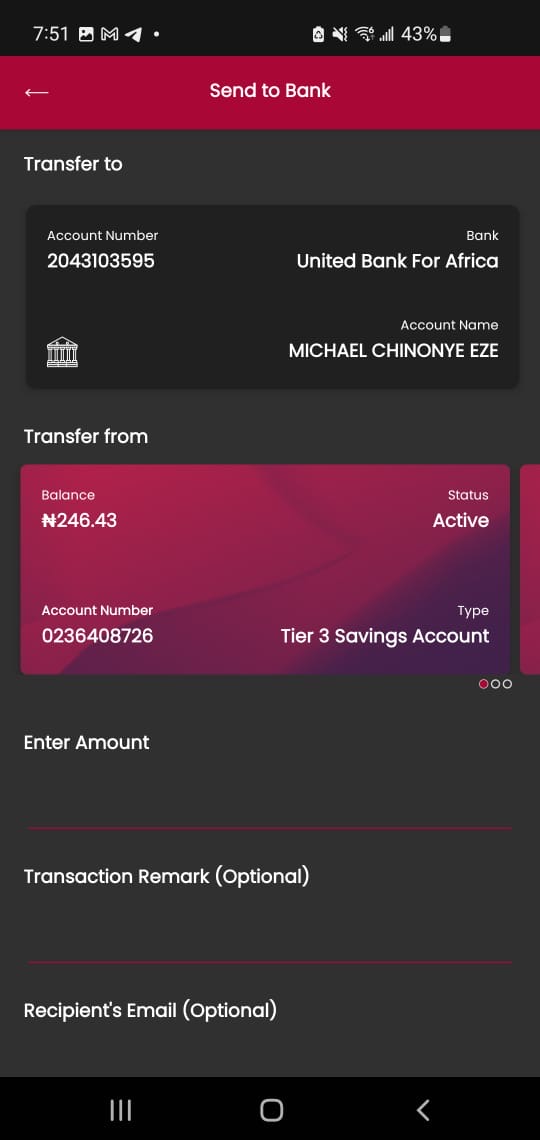 7:51 43%
Send to Bank
Transfer to
Account Number Bank
2043103595 United Bank For Africa
Account Name
MICHAEL CHINONYE EZE
Transfer from
Balance Status
₦246.43 Active
Account Number Type
0236408726 Tier 3 Savings Account
Enter Amount
Transaction Remark (Optional)
Recipient's Email (Optional)